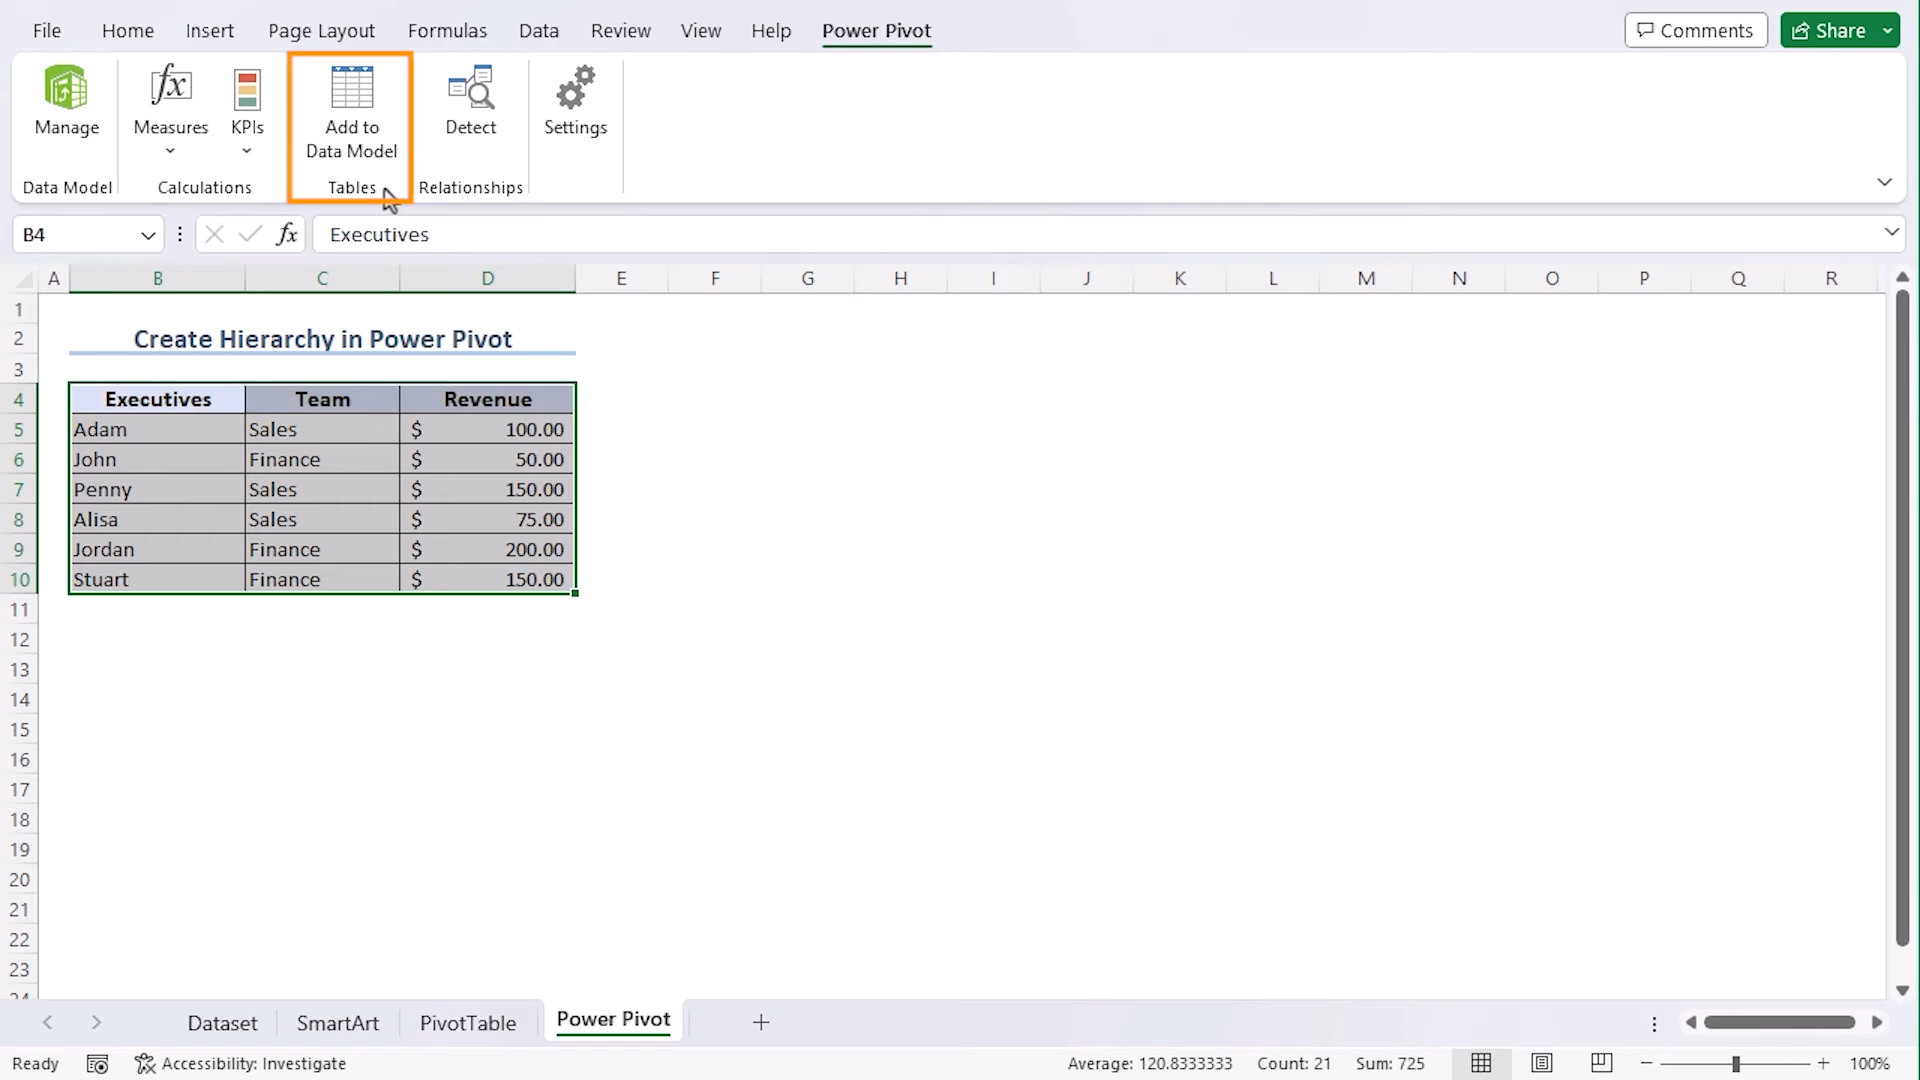 File Home Insert Page Layout Formulas Data Review View Help Power Pivot Comments Share
Manage Measures KPIs Add to Data Model Detect Settings
Data Model Calculations Tables Relationships
B4 fx Executives
A B C D E F G H I J K L M N O P Q R
1
2 Create Hierarchy in Power Pivot
3
4 Executives Team Revenue
5 Adam Sales $ 100.00
6 John Finance $ 50.00
7 Penny Sales $ 150.00
8 Alisa Sales $ 75.00
9 Jordan Finance $ 200.00
10 Stuart Finance $ 150.00
11
12
13
14
15
16
17
18
19
20
21
22
23
24
Dataset SmartArt PivotTable Power Pivot
Ready Accessibility: Investigate Average: 120.8333333 Count: 21 Sum: 725 100%